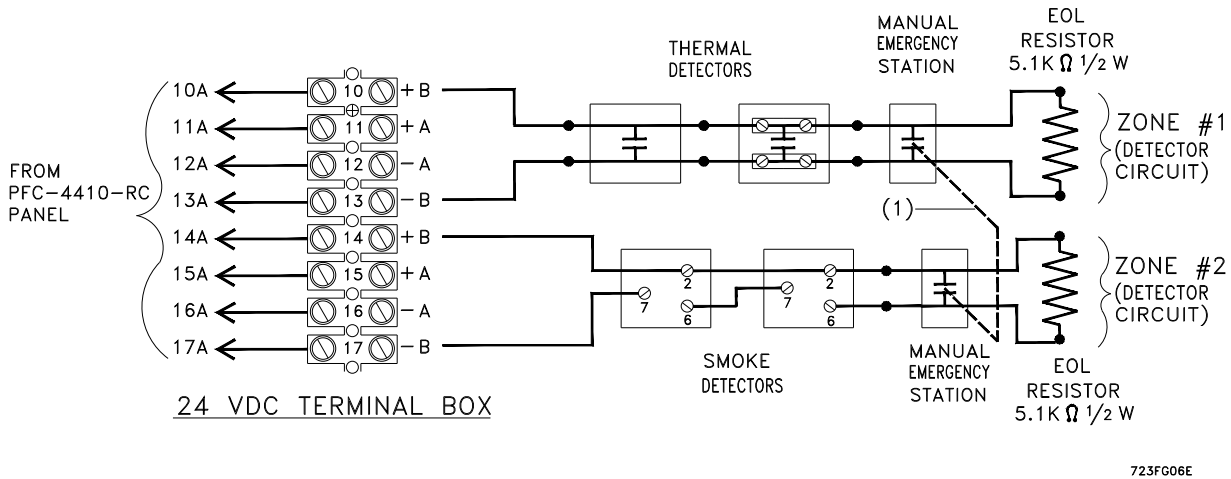 THERMAL
DETECTORS
MANUAL
EMERGENCY
STATION
EOL
RESISTOR
5.1K Ω 1/2 W
FROM
PFC-4410-RC
PANEL
10A 10 +B
11A 11 +A
12A 12 -A
13A 13 -B
14A 14 +B
15A 15 +A
16A 16 -A
17A 17 -B
ZONE #1
(DETECTOR
CIRCUIT)
(1)
2
7
6
2
7
6
ZONE #2
(DETECTOR
CIRCUIT)
SMOKE
DETECTORS
MANUAL
EMERGENCY
STATION
EOL
RESISTOR
5.1K Ω 1/2 W
24 VDC TERMINAL BOX
723FG06E